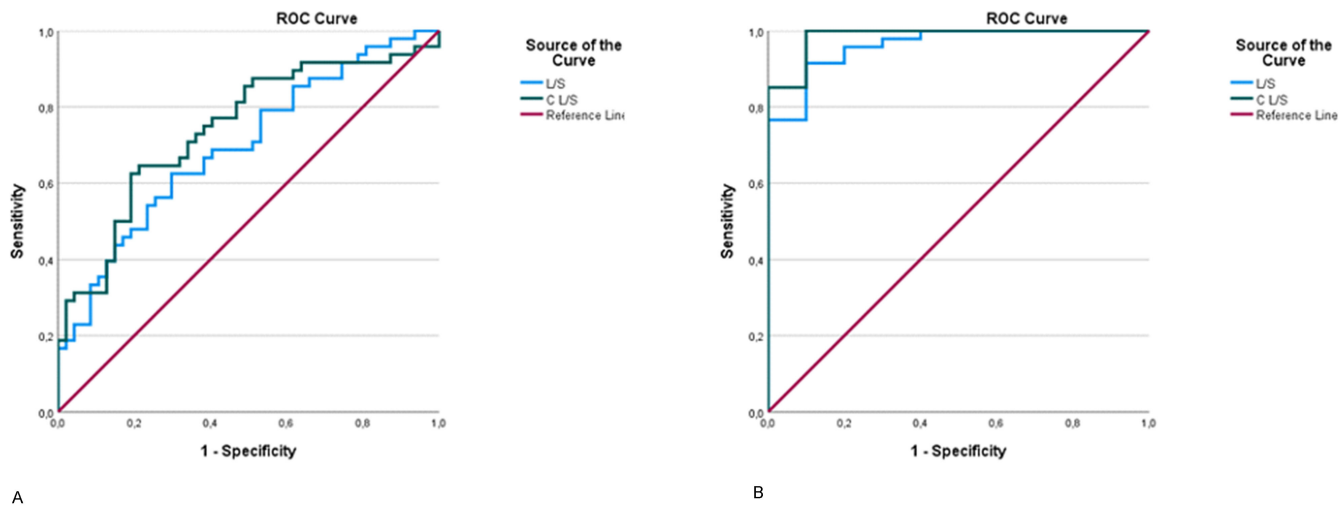 ROC Curve
Source of the
Curve
L/S
C L/S
Reference Line
Sensitivity
1,0
0,8
0,6
0,4
0,2
0,0
0,0 0,2 0,4 0,6 0,8 1,0
1 - Specificity
A
ROC Curve
Source of the
Curve
L/S
C L/S
Reference Line
Sensitivity
1,0
0,8
0,6
0,4
0,2
0,0
0,0 0,2 0,4 0,6 0,8 1,0
1 - Specificity
B